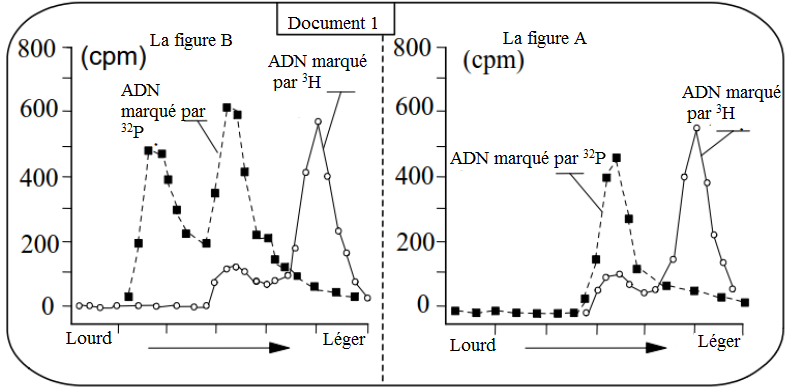 Document 1
La figure B
800
(cpm)
600
400
200
0
ADN
marqué par
32P
ADN marqué
par 3H
Lourd
Léger
La figure A
800
(cpm)
600
400
200
0
ADN marqué par 32P
ADN marqué
par 3H
Lourd
Léger